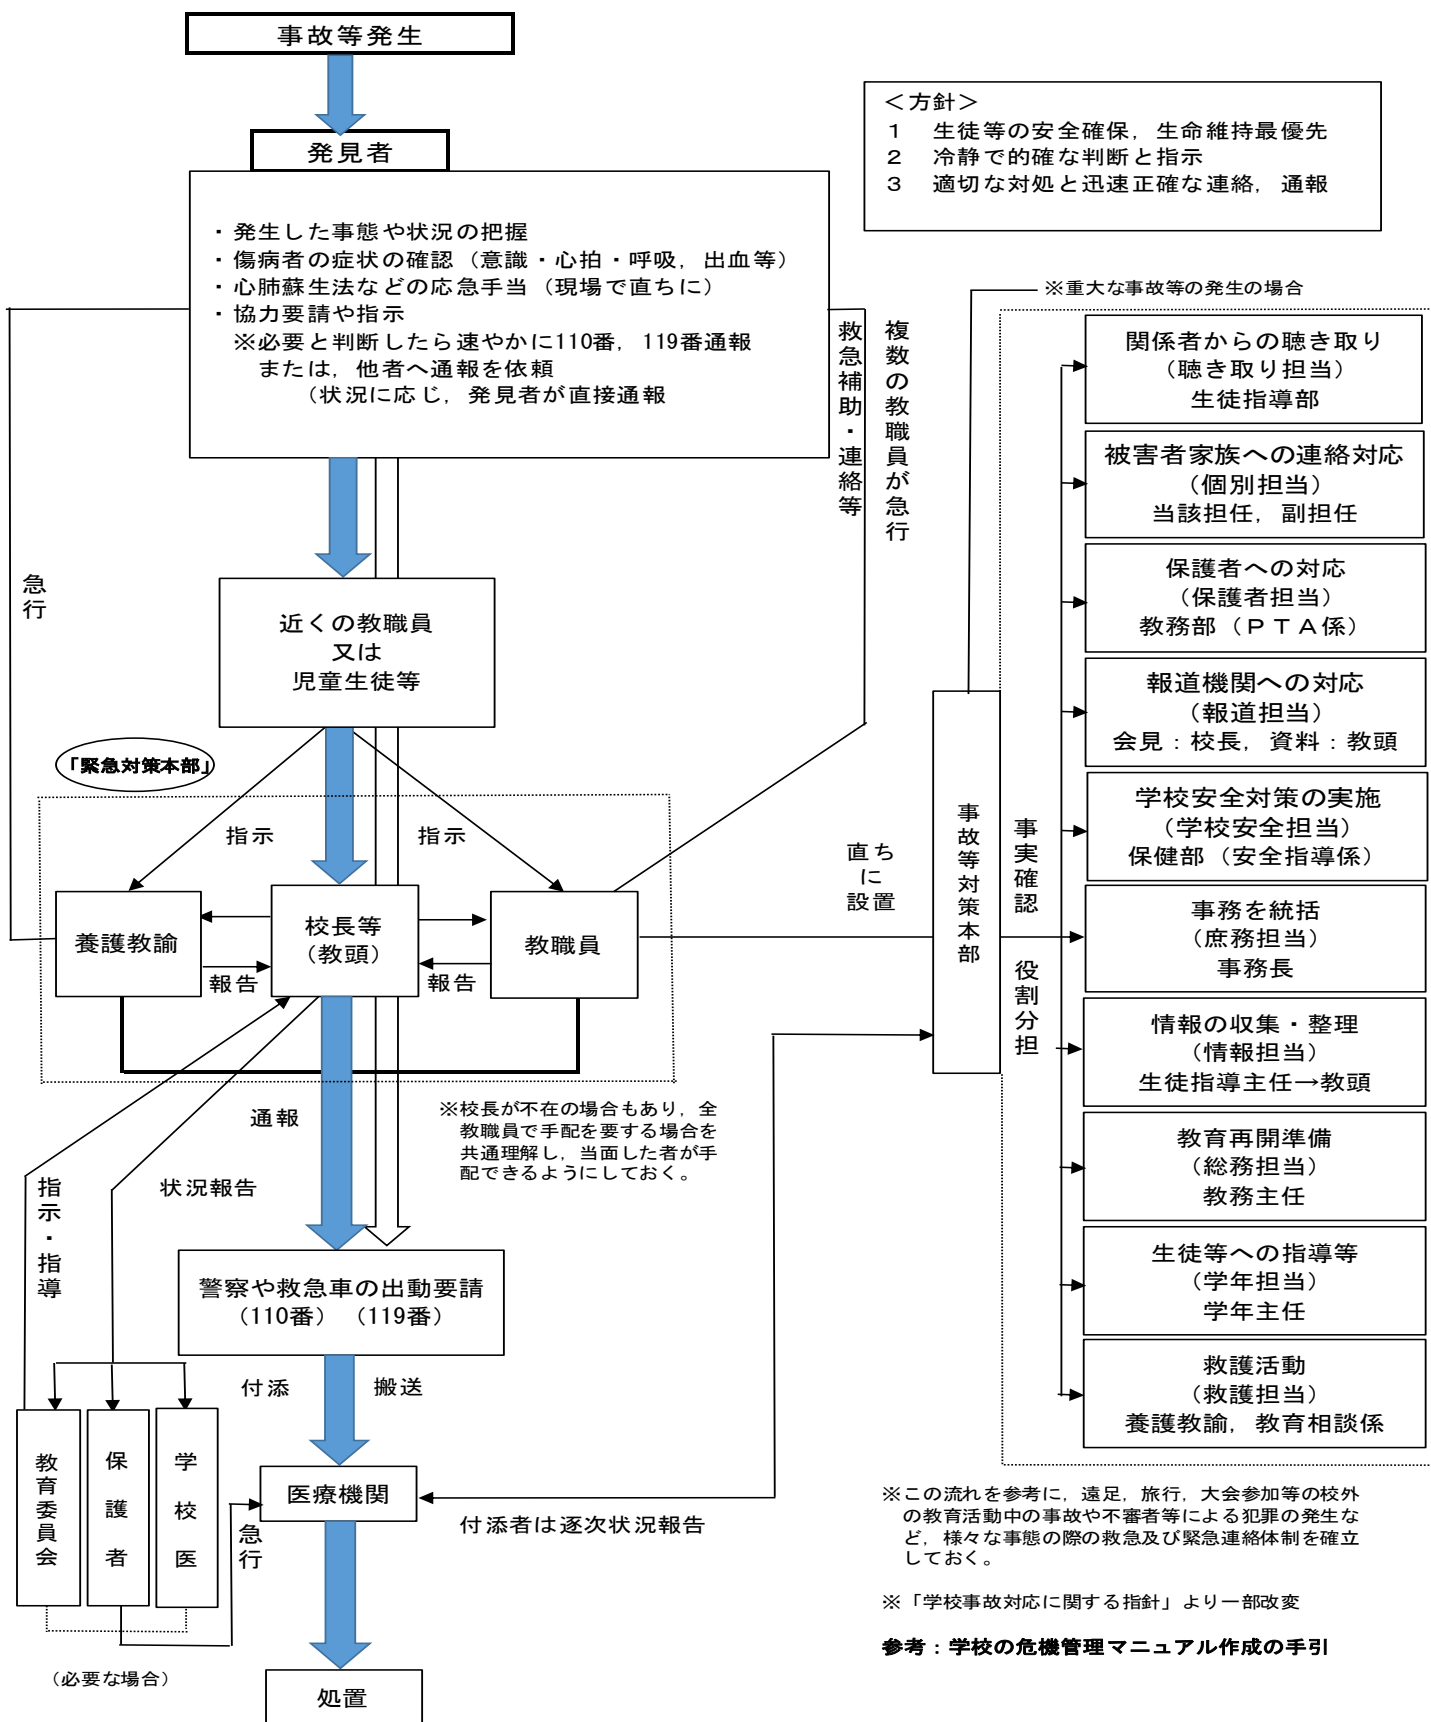 事故等発生
発見者
＜方針＞
１　生徒等の安全確保，生命維持最優先
２　冷静で的確な判断と指示
３　適切な対処と迅速正確な連絡，通報
・発生した事態や状況の把握
・傷病者の症状の確認（意識・心拍・呼吸，出血等）
・心肺蘇生法などの応急手当（現場で直ちに）
・協力要請や指示
※必要と判断したら速やかに110番，119番通報
または，他者へ通報を依頼
（状況に応じ，発見者が直接通報
救急補助・連絡等
複数の教職員が急行
急行
近くの教職員
又は
児童生徒等
「緊急対策本部」
指示
指示
養護教諭
校長等
（教頭）
教職員
報告
報告
直ち
に
設置
事故等対策本部
※重大な事故等の発生の場合
事実確認
役割分担
関係者からの聴き取り
（聴き取り担当）
生徒指導部
被害者家族への連絡対応
（個別担当）
当該担任，副担任
保護者への対応
（保護者担当）
教務部（ＰＴＡ係）
報道機関への対応
（報道担当）
会見：校長，資料：教頭
学校安全対策の実施
（学校安全担当）
保健部（安全指導係）
事務を統括
（庶務担当）
事務長
情報の収集・整理
（情報担当）
生徒指導主任→教頭
教育再開準備
（総務担当）
教務主任
生徒等への指導等
（学年担当）
学年主任
救護活動
（救護担当）
養護教諭，教育相談係
通報
※校長が不在の場合もあり，全
教職員で手配を要する場合を
共通理解し，当面した者が手
配できるようにしておく。
指示・指導
状況報告
警察や救急車の出動要請
（110番）　（119番）
付添
搬送
教育委員会
保護者
学校医
急行
医療機関
付添者は逐次状況報告
（必要な場合）
処置
※この流れを参考に，遠足，旅行，大会参加等の校外
の教育活動中の事故や不審者等による犯罪の発生な
ど，様々な事態の際の救急及び緊急連絡体制を確立
しておく。
※「学校事故対応に関する指針」より一部改変
参考：学校の危機管理マニュアル作成の手引